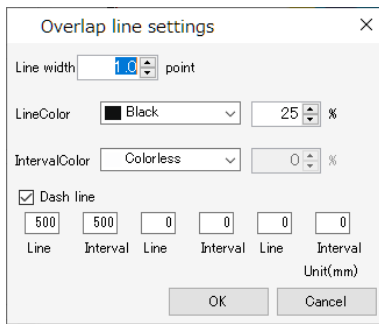 Overlap line settings
Line width 1.0 point
LineColor Black 25 %
IntervalColor Colorless 0 %
Dash line
500 500 0 0 0 0
Line Interval Line Interval Line Interval
Unit(mm)
OK Cancel